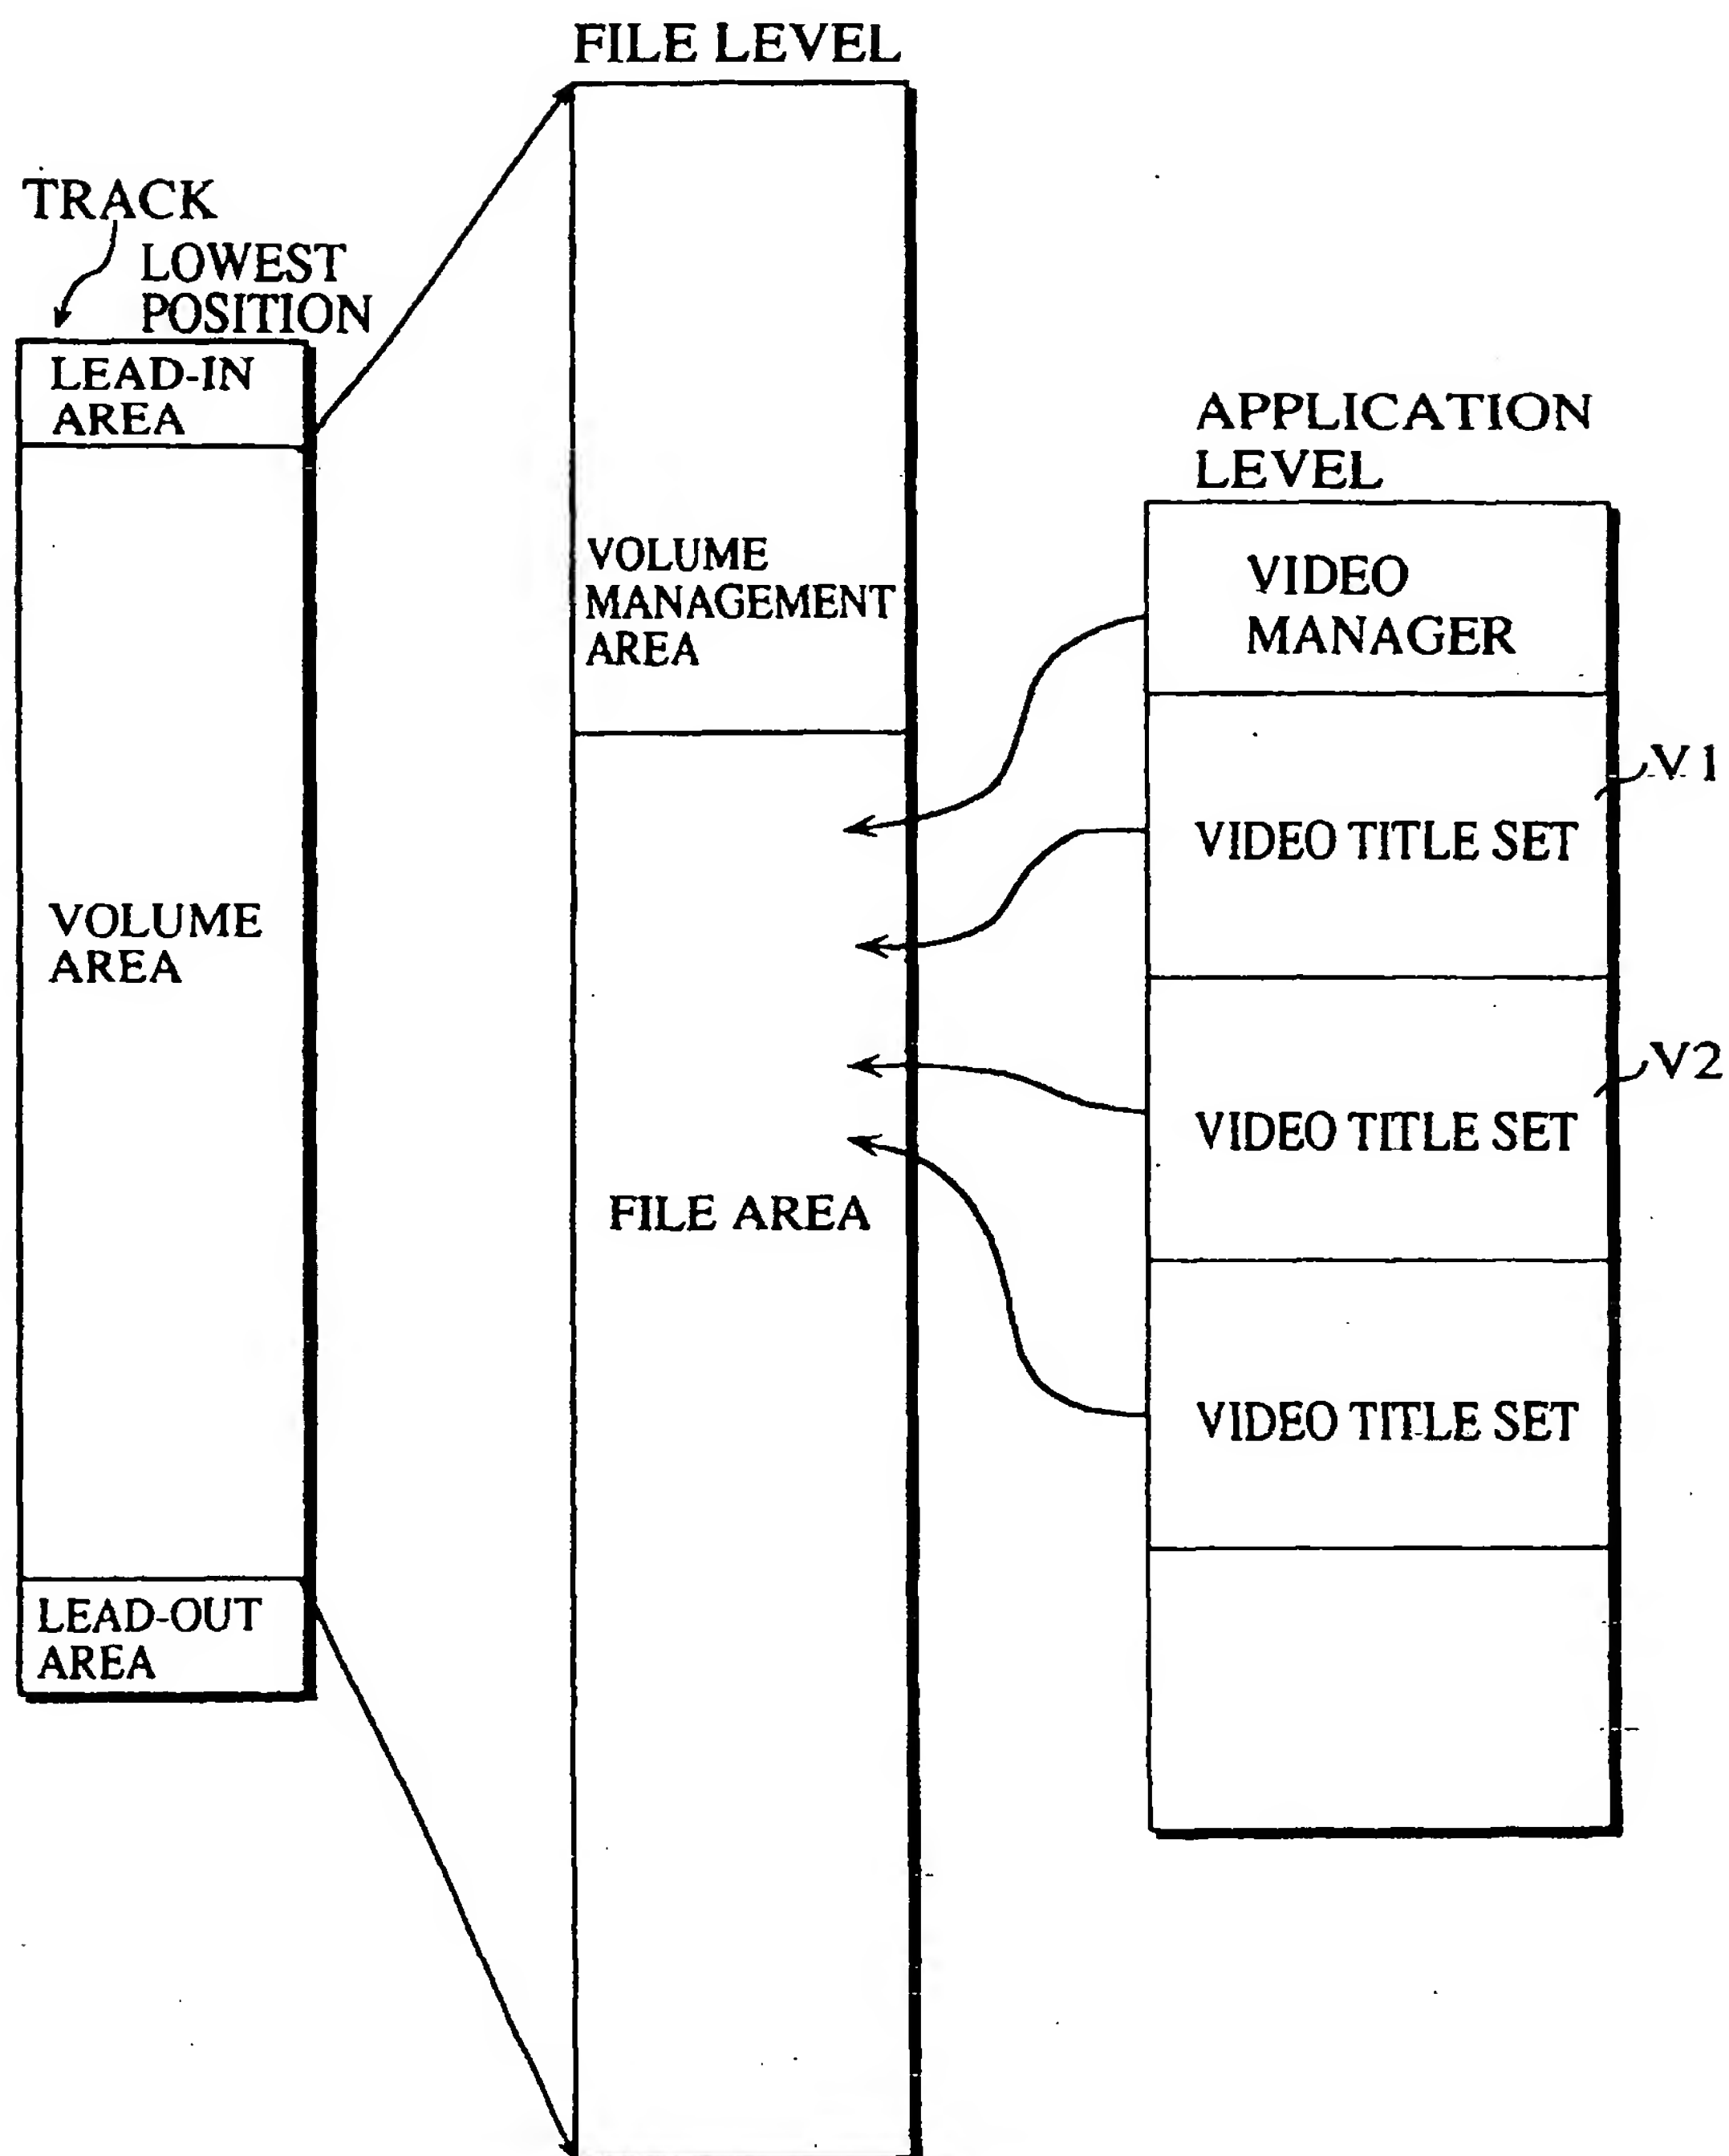 FILE LEVEL
TRACK
LOWEST
POSITION
LEAD-IN
AREA
VOLUME
AREA
LEAD-OUT
AREA
VOLUME
MANAGEMENT
AREA
FILE AREA
APPLICATION
LEVEL
VIDEO
MANAGER
V1
VIDEO TITLE SET
V2
VIDEO TITLE SET
VIDEO TITLE SET